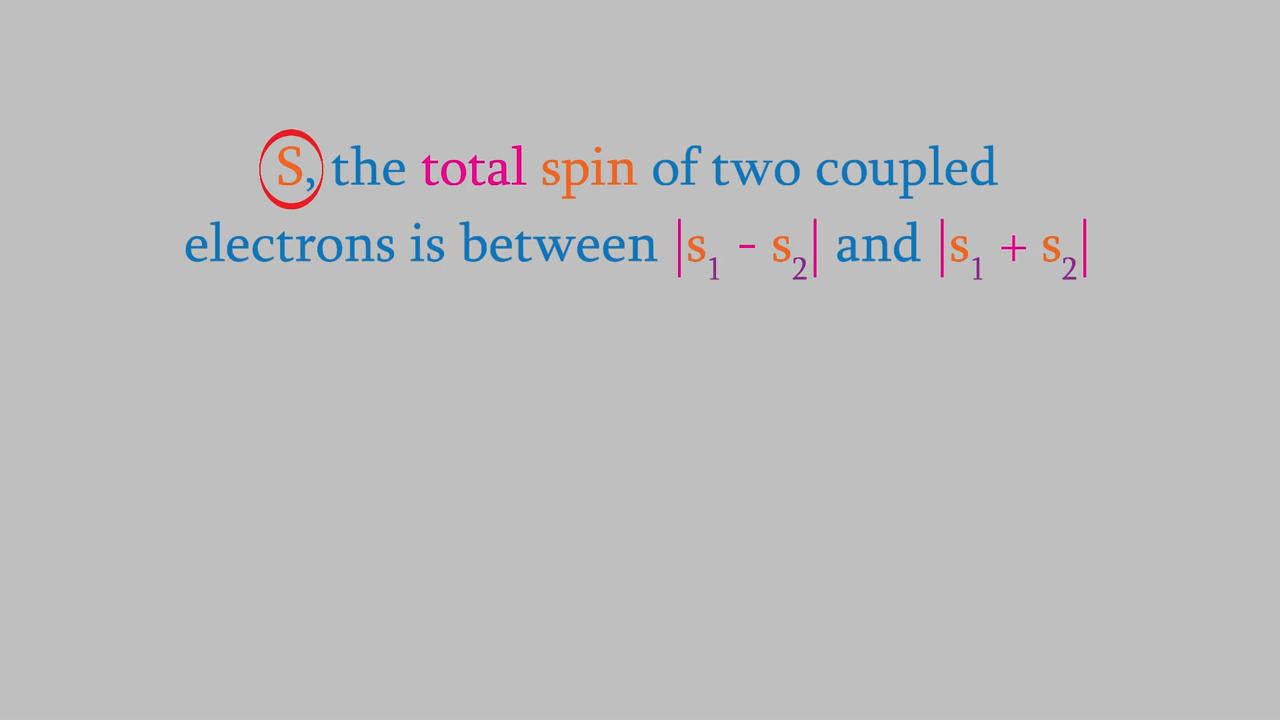 S, the total spin of two coupled
electrons is between |s₁ - s₂| and |s₁ + s₂|